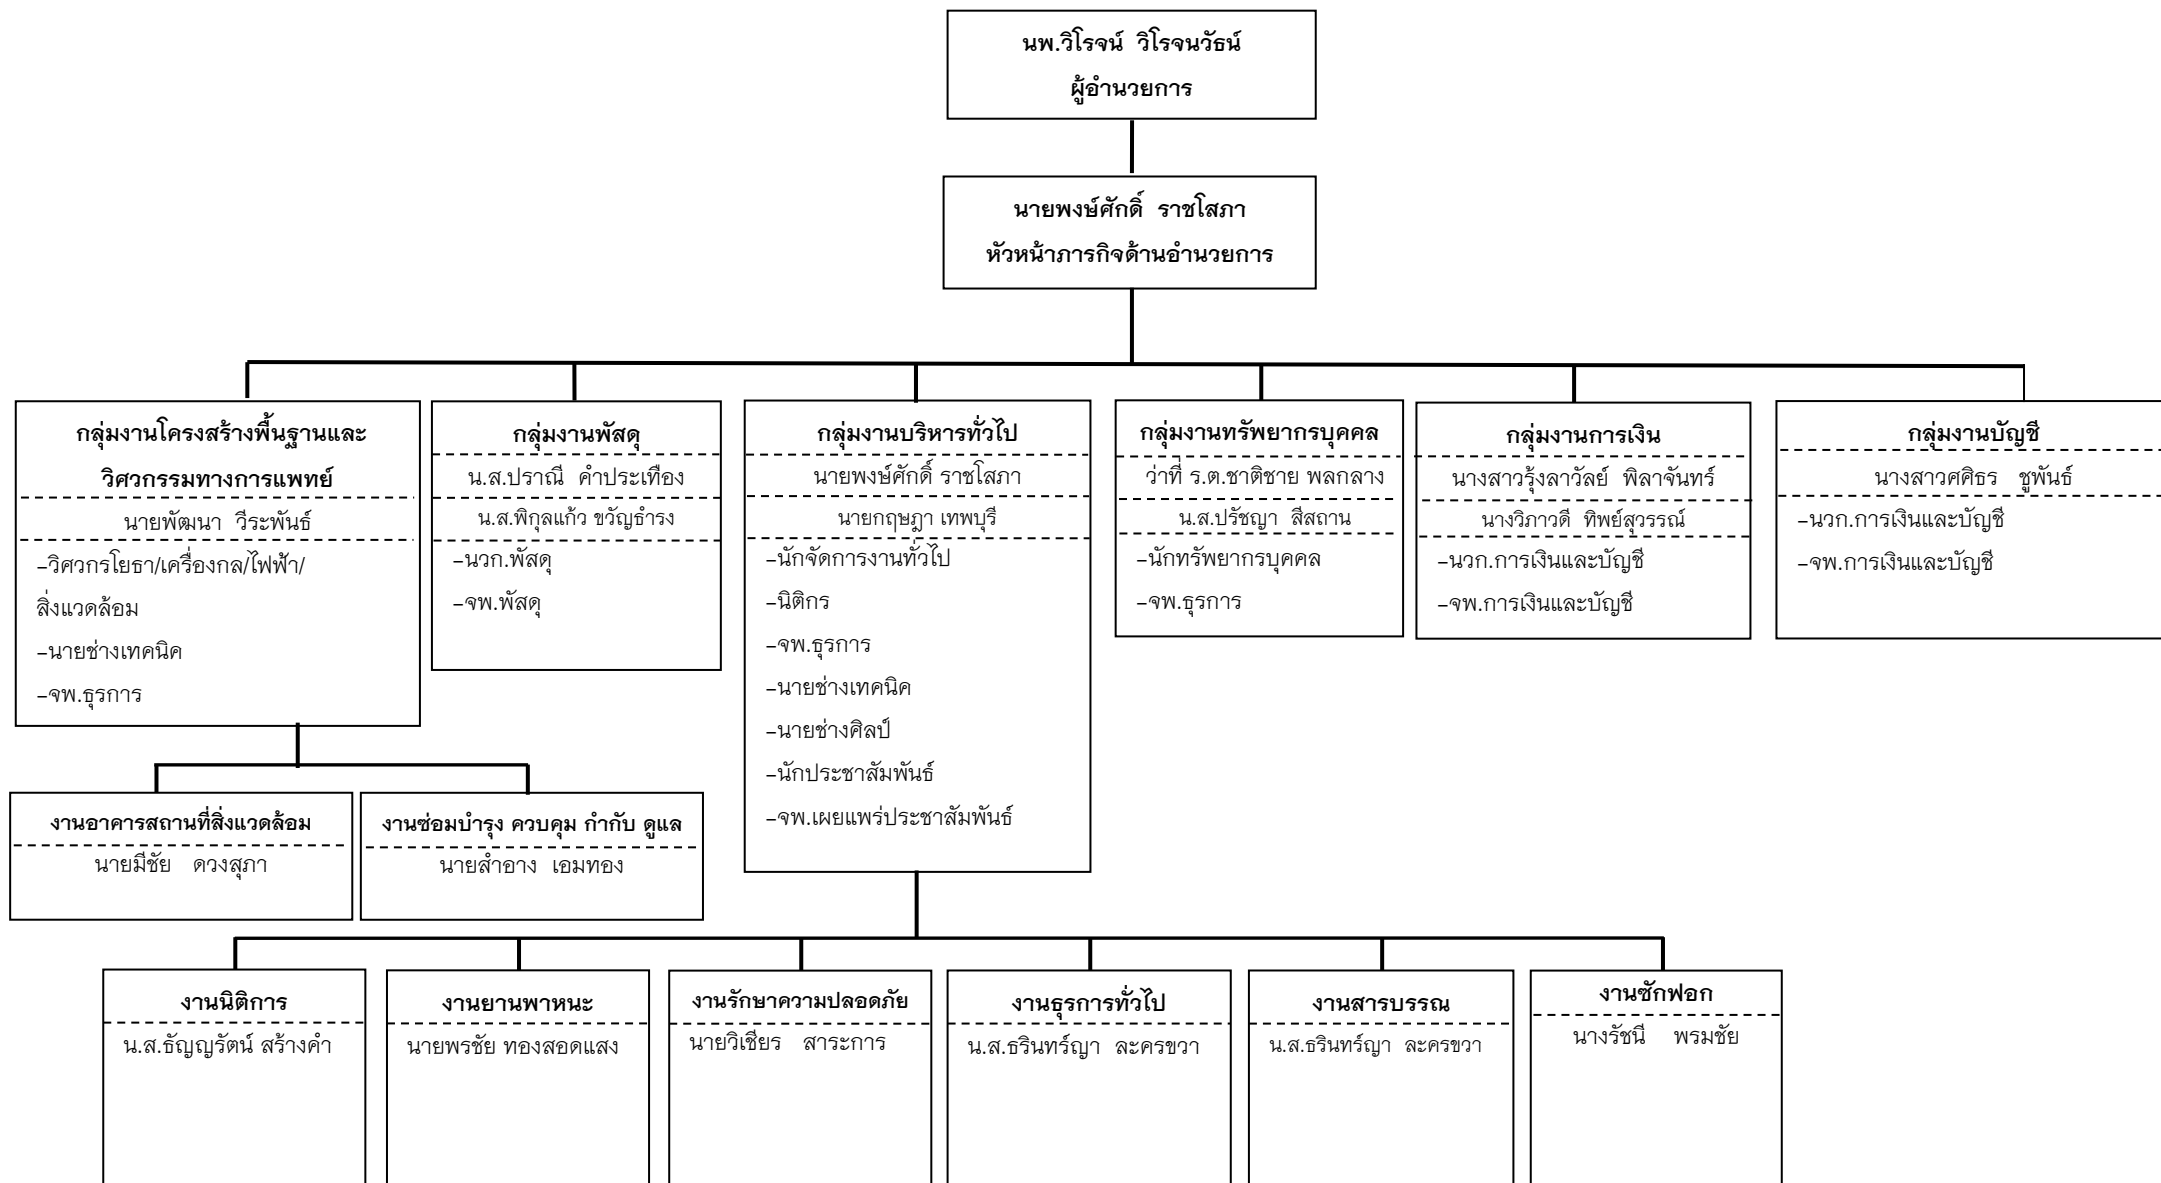 นพ.วิโรจน์ วิโรจนวัธน์
ผู้อำนวยการ
นายพงษ์ศักดิ์ ราชโสภา
หัวหน้าภารกิจด้านอำนวยการ
กลุ่มงานโครงสร้างพื้นฐานและ
วิศวกรรมทางการแพทย์
นายพัฒนา วีระพันธ์
-วิศวกรโยธา/เครื่องกล/ไฟฟ้า/
สิ่งแวดล้อม
-นายช่างเทคนิค
-จพ.ธุรการ
กลุ่มงานพัสดุ
น.ส.ปราณี คำประเทือง
น.ส.พิกุลแก้ว ขวัญธำรง
-นวก.พัสดุ
-จพ.พัสดุ
กลุ่มงานบริหารทั่วไป
นายพงษ์ศักดิ์ ราชโสภา
นายกฤษฎา เทพบุรี
-นักจัดการงานทั่วไป
-นิติกร
-จพ.ธุรการ
-นายช่างเทคนิค
-นายช่างศิลป์
-นักประชาสัมพันธ์
-จพ.เผยแพร่ประชาสัมพันธ์
กลุ่มงานทรัพยากรบุคคล
ว่าที่ ร.ต.ชาติชาย พลกลาง
น.ส.ปรัชญา สีสถาน
-นักทรัพยากรบุคคล
-จพ.ธุรการ
กลุ่มงานการเงิน
นางสาวรุ้งลาวัลย์ พิลาจันทร์
นางวิภาวดี ทิพย์สุวรรณ์
-นวก.การเงินและบัญชี
-จพ.การเงินและบัญชี
กลุ่มงานบัญชี
นางสาวศศิธร ชูพันธ์
-นวก.การเงินและบัญชี
-จพ.การเงินและบัญชี
งานอาคารสถานที่สิ่งแวดล้อม
นายมีชัย ดวงสุภา
งานซ่อมบำรุง ควบคุม กำกับ ดูแล
นายสำอาง เอมทอง
งานนิติการ
น.ส.ธัญญรัตน์ สร้างคำ
งานยานพาหนะ
นายพรชัย ทองสอดแสง
งานรักษาความปลอดภัย
นายวิเชียร สาระการ
งานธุรการทั่วไป
น.ส.ธรินทร์ญา ละครขวา
งานสารบรรณ
น.ส.ธรินทร์ญา ละครขวา
งานซักฟอก
นางรัชนี พรมชัย